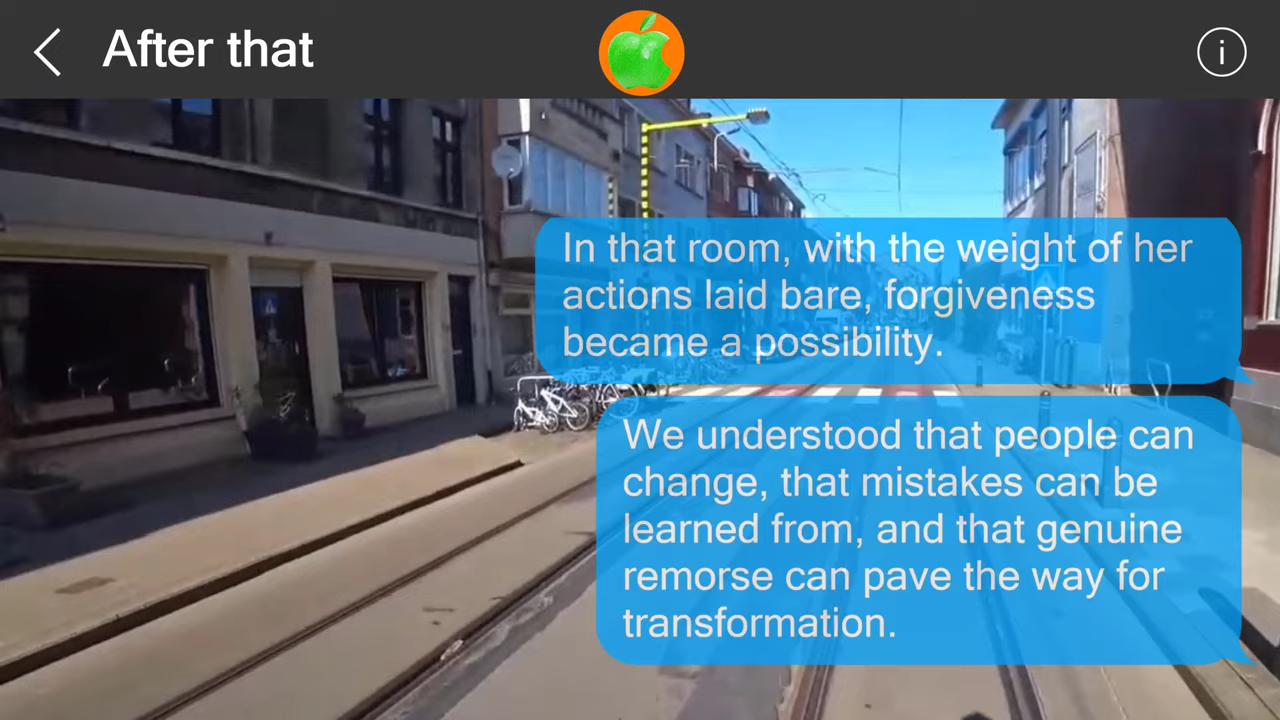 After that
i
In that room, with the weight of her
actions laid bare, forgiveness
became a possibility.
We understood that people can
change, that mistakes can be
learned from, and that genuine
remorse can pave the way for
transformation.